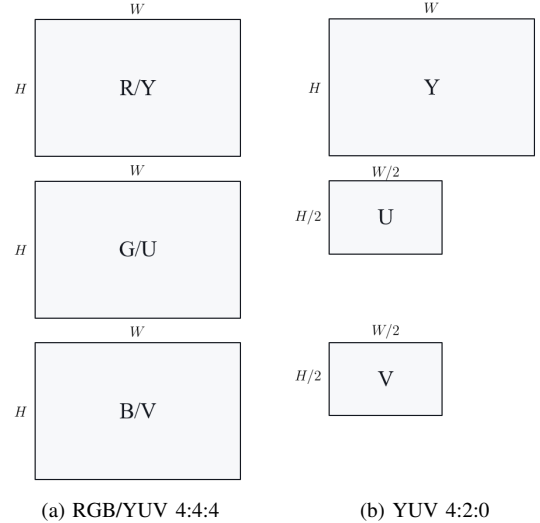 W
H
R/Y
W
H
G/U
W
H
B/V
(a) RGB/YUV 4:4:4
W
H
Y
W/2
H/2
U
W/2
H/2
V
(b) YUV 4:2:0